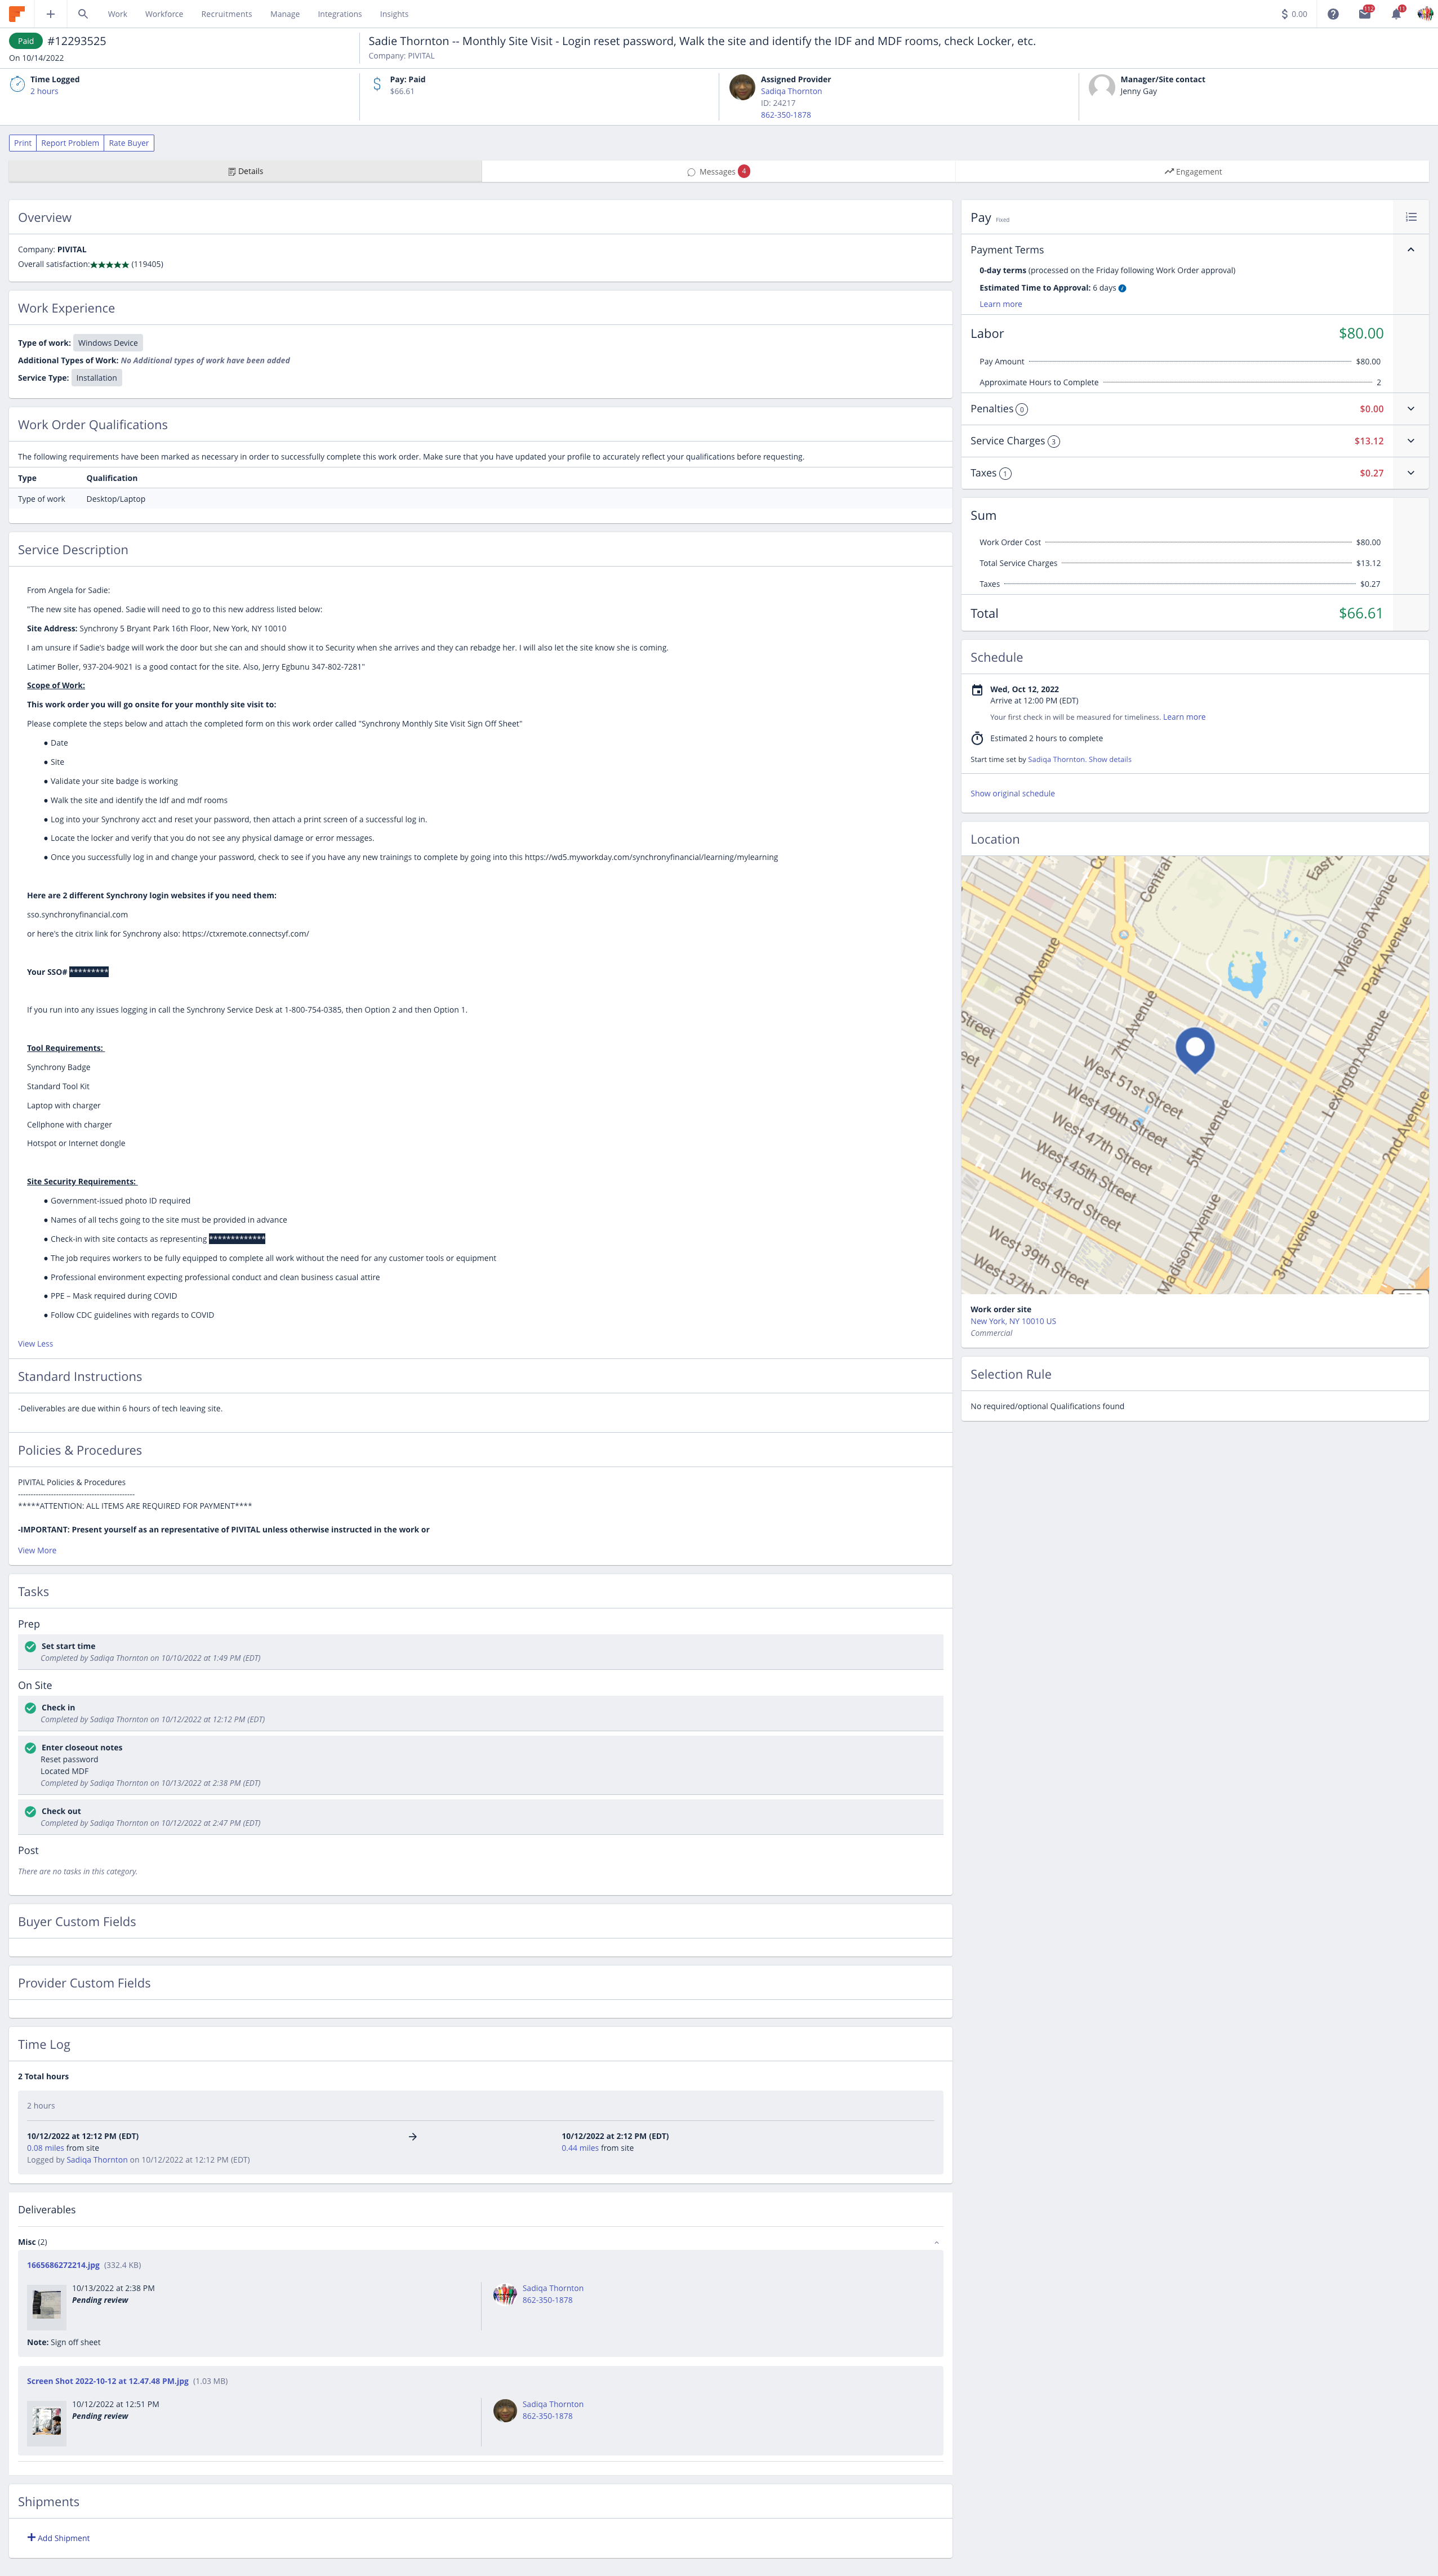 Work Workforce Recruitments Manage Integrations Insights
$ 0.00 112 11
Paid #12293525
On 10/14/2022
Sadie Thornton -- Monthly Site Visit - Login reset password, Walk the site and identify the IDF and MDF rooms, check Locker, etc.
Company: PIVITAL
Time Logged
2 hours
Pay: Paid
$66.61
Assigned Provider
Sadiqa Thornton
ID: 24217
862-350-1878
Manager/Site contact
Jenny Gay
Print Report Problem Rate Buyer
Details Messages 4 Engagement
Overview
Company: PIVITAL
Overall satisfaction:★★★★★ (119405)
Work Experience
Type of work: Windows Device
Additional Types of Work: No Additional types of work have been added
Service Type: Installation
Work Order Qualifications
The following requirements have been marked as necessary in order to successfully complete this work order. Make sure that you have updated your profile to accurately reflect your qualifications before requesting.
Type Qualification
Type of work Desktop/Laptop
Service Description
From Angela for Sadie:
"The new site has opened. Sadie will need to go to this new address listed below:
Site Address: Synchrony 5 Bryant Park 16th Floor, New York, NY 10010
I am unsure if Sadie's badge will work the door but she can and should show it to Security when she arrives and they can rebadge her. I will also let the site know she is coming.
Latimer Boller, 937-204-9021 is a good contact for the site. Also, Jerry Egbunu 347-802-7281"
Scope of Work:
This work order you will go onsite for your monthly site visit to:
Please complete the steps below and attach the completed form on this work order called "Synchrony Monthly Site Visit Sign Off Sheet"
● Date
● Site
● Validate your site badge is working
● Walk the site and identify the Idf and mdf rooms
● Log into your Synchrony acct and reset your password, then attach a print screen of a successful log in.
● Locate the locker and verify that you do not see any physical damage or error messages.
● Once you successfully log in and change your password, check to see if you have any new trainings to complete by going into this https://wd5.myworkday.com/synchronyfinancial/learning/mylearning
Here are 2 different Synchrony login websites if you need them:
sso.synchronyfinancial.com
or here's the citrix link for Synchrony also: https://ctxremote.connectsyf.com/
Your SSO# *********
If you run into any issues logging in call the Synchrony Service Desk at 1-800-754-0385, then Option 2 and then Option 1.
Tool Requirements:
Synchrony Badge
Standard Tool Kit
Laptop with charger
Cellphone with charger
Hotspot or Internet dongle
Site Security Requirements:
● Government-issued photo ID required
● Names of all techs going to the site must be provided in advance
● Check-in with site contacts as representing *************
● The job requires workers to be fully equipped to complete all work without the need for any customer tools or equipment
● Professional environment expecting professional conduct and clean business casual attire
● PPE – Mask required during COVID
● Follow CDC guidelines with regards to COVID
View Less
Standard Instructions
-Deliverables are due within 6 hours of tech leaving site.
Policies & Procedures
PIVITAL Policies & Procedures
----------------------------------------------
*****ATTENTION: ALL ITEMS ARE REQUIRED FOR PAYMENT****
-IMPORTANT: Present yourself as an representative of PIVITAL unless otherwise instructed in the work or
View More
Tasks
Prep
Set start time
Completed by Sadiqa Thornton on 10/10/2022 at 1:49 PM (EDT)
On Site
Check in
Completed by Sadiqa Thornton on 10/12/2022 at 12:12 PM (EDT)
Enter closeout notes
Reset password
Located MDF
Completed by Sadiqa Thornton on 10/13/2022 at 2:38 PM (EDT)
Check out
Completed by Sadiqa Thornton on 10/12/2022 at 2:47 PM (EDT)
Post
There are no tasks in this category.
Buyer Custom Fields
Provider Custom Fields
Time Log
2 Total hours
2 hours
10/12/2022 at 12:12 PM (EDT) 10/12/2022 at 2:12 PM (EDT)
0.08 miles from site 0.44 miles from site
Logged by Sadiqa Thornton on 10/12/2022 at 12:12 PM (EDT)
Deliverables
Misc (2)
1665686272214.jpg (332.4 KB)
10/13/2022 at 2:38 PM Sadiqa Thornton
Pending review 862-350-1878
Note: Sign off sheet
Screen Shot 2022-10-12 at 12.47.48 PM.jpg (1.03 MB)
10/12/2022 at 12:51 PM Sadiqa Thornton
Pending review 862-350-1878
Shipments
Add Shipment
Pay Fixed
Payment Terms
0-day terms (processed on the Friday following Work Order approval)
Estimated Time to Approval: 6 days
Learn more
Labor $80.00
Pay Amount $80.00
Approximate Hours to Complete 2
Penalties 0 $0.00
Service Charges 3 $13.12
Taxes 1 $0.27
Sum
Work Order Cost $80.00
Total Service Charges $13.12
Taxes $0.27
Total $66.61
Schedule
Wed, Oct 12, 2022
Arrive at 12:00 PM (EDT)
Your first check in will be measured for timeliness. Learn more
Estimated 2 hours to complete
Start time set by Sadiqa Thornton. Show details
Show original schedule
Location
Central
East
9th Avenue
Madison Avenue
Park Avenue
7th Avenue
Street
West 51st Street
West 49th Street
West 47th Street
West 45th Street
West 43rd Street
West 39th Street
West 37th
5th Avenue
Lexington Avenue
2nd Avenue
Madison Avenue
3rd Avenue
Work order site
New York, NY 10010 US
Commercial
Selection Rule
No required/optional Qualifications found